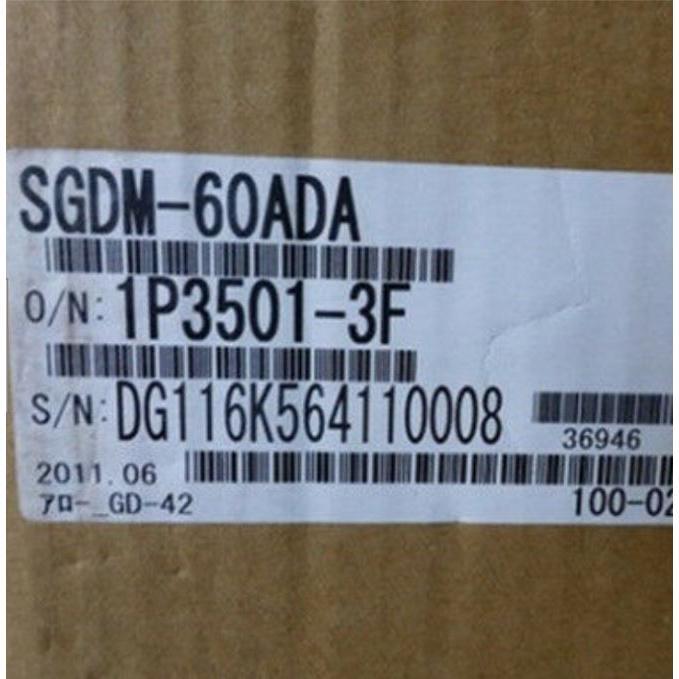 SGDM-60ADA
O/N: 1P3501-3F
S/N: DG116K564110008
36946
2011.06
アロー_GD-42
100-02